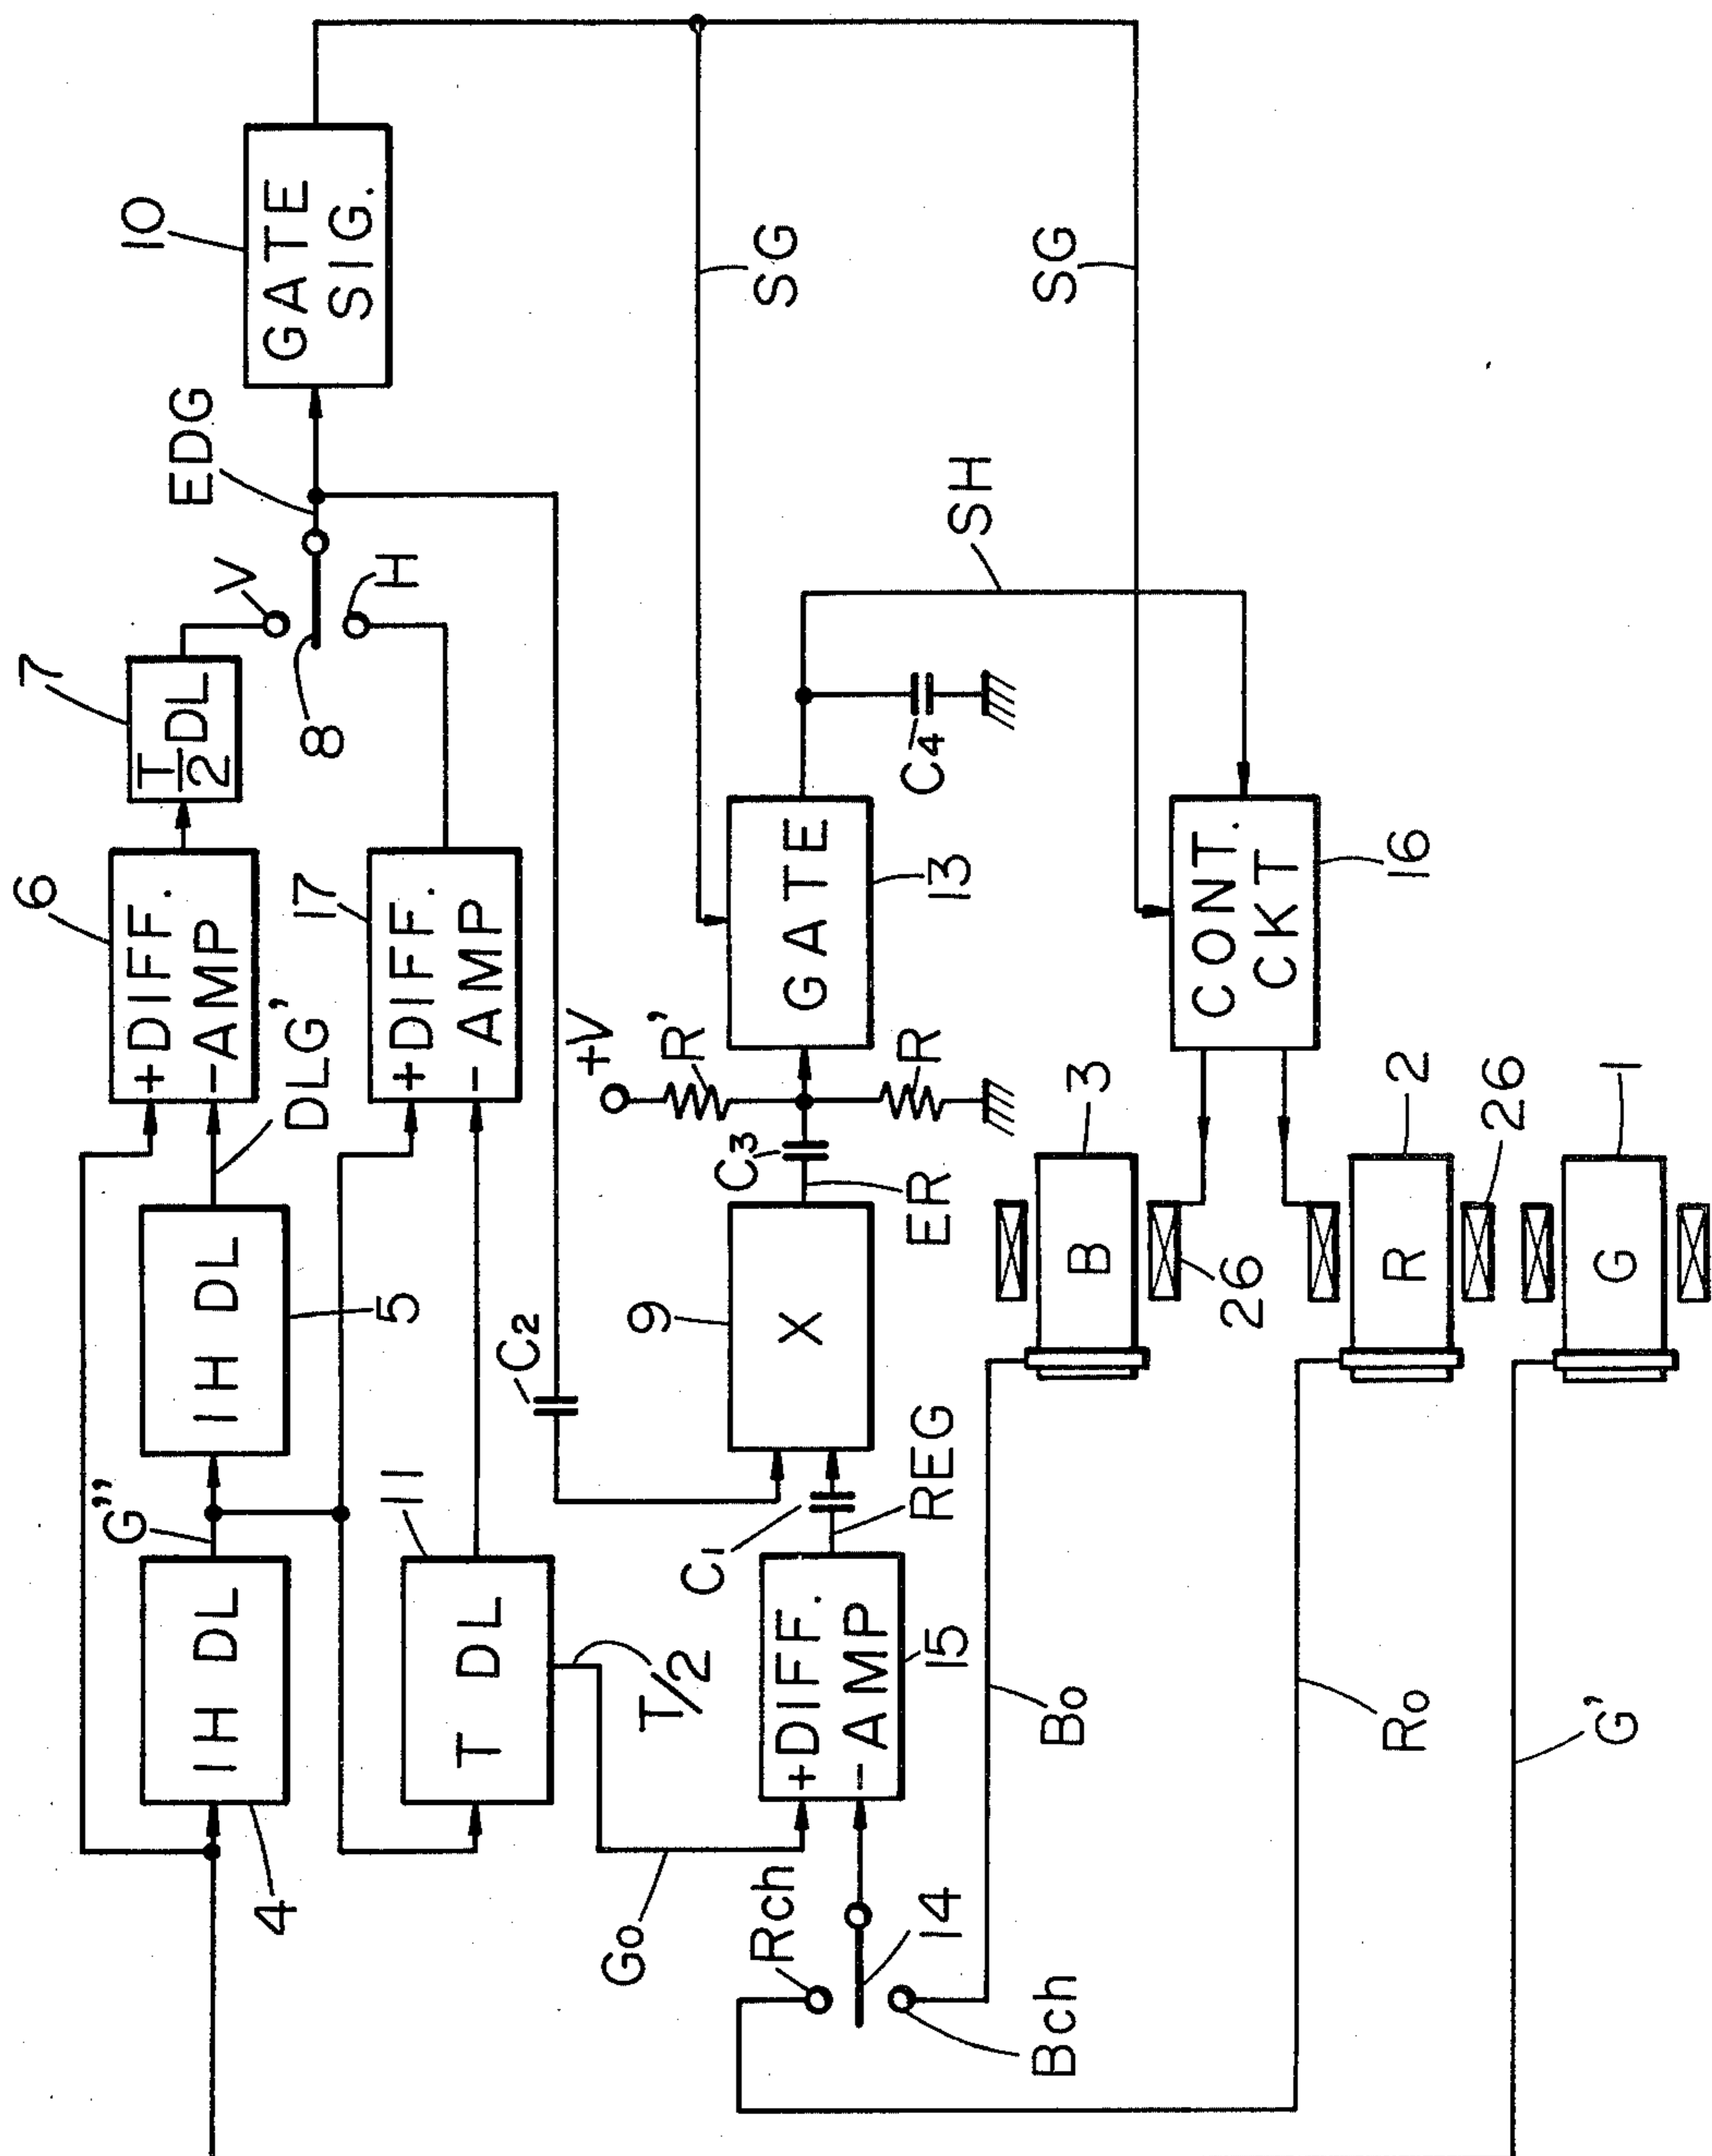 4
1H DL
G''
1H DL
5
DLG'
6
+DIFF.
-AMP
7
T/2 DL
V
8
H
EDG
10
GATE
SIG.
T DL
11
T/2
17
+DIFF.
- AMP
C2
SG
SG
Go
Rch
14
Bch
+DIFF.
-AMP
15
C1
REG
9
X
ER
C3
+V
R'
R
GATE
13
C4
SH
CONT.
CKT
16
Bo
B
3
26
Ro
R
2
26
G'
G
1